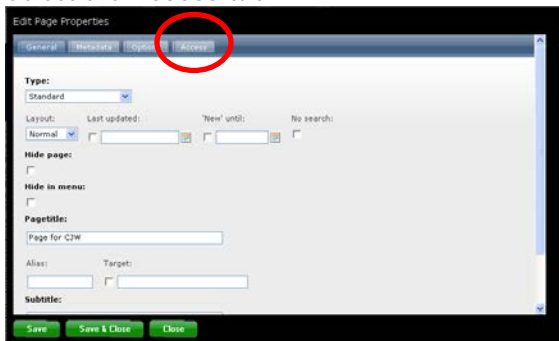 Edit Page Properties
General Metadata Options Access
Type:
Standard
Layout: Last updated: 'New' until: No search:
Normal
Hide page:
Hide in menu:
Pagetitle:
Page for CJW
Alias: Target:
Subtitle:
Save Save & Close Close